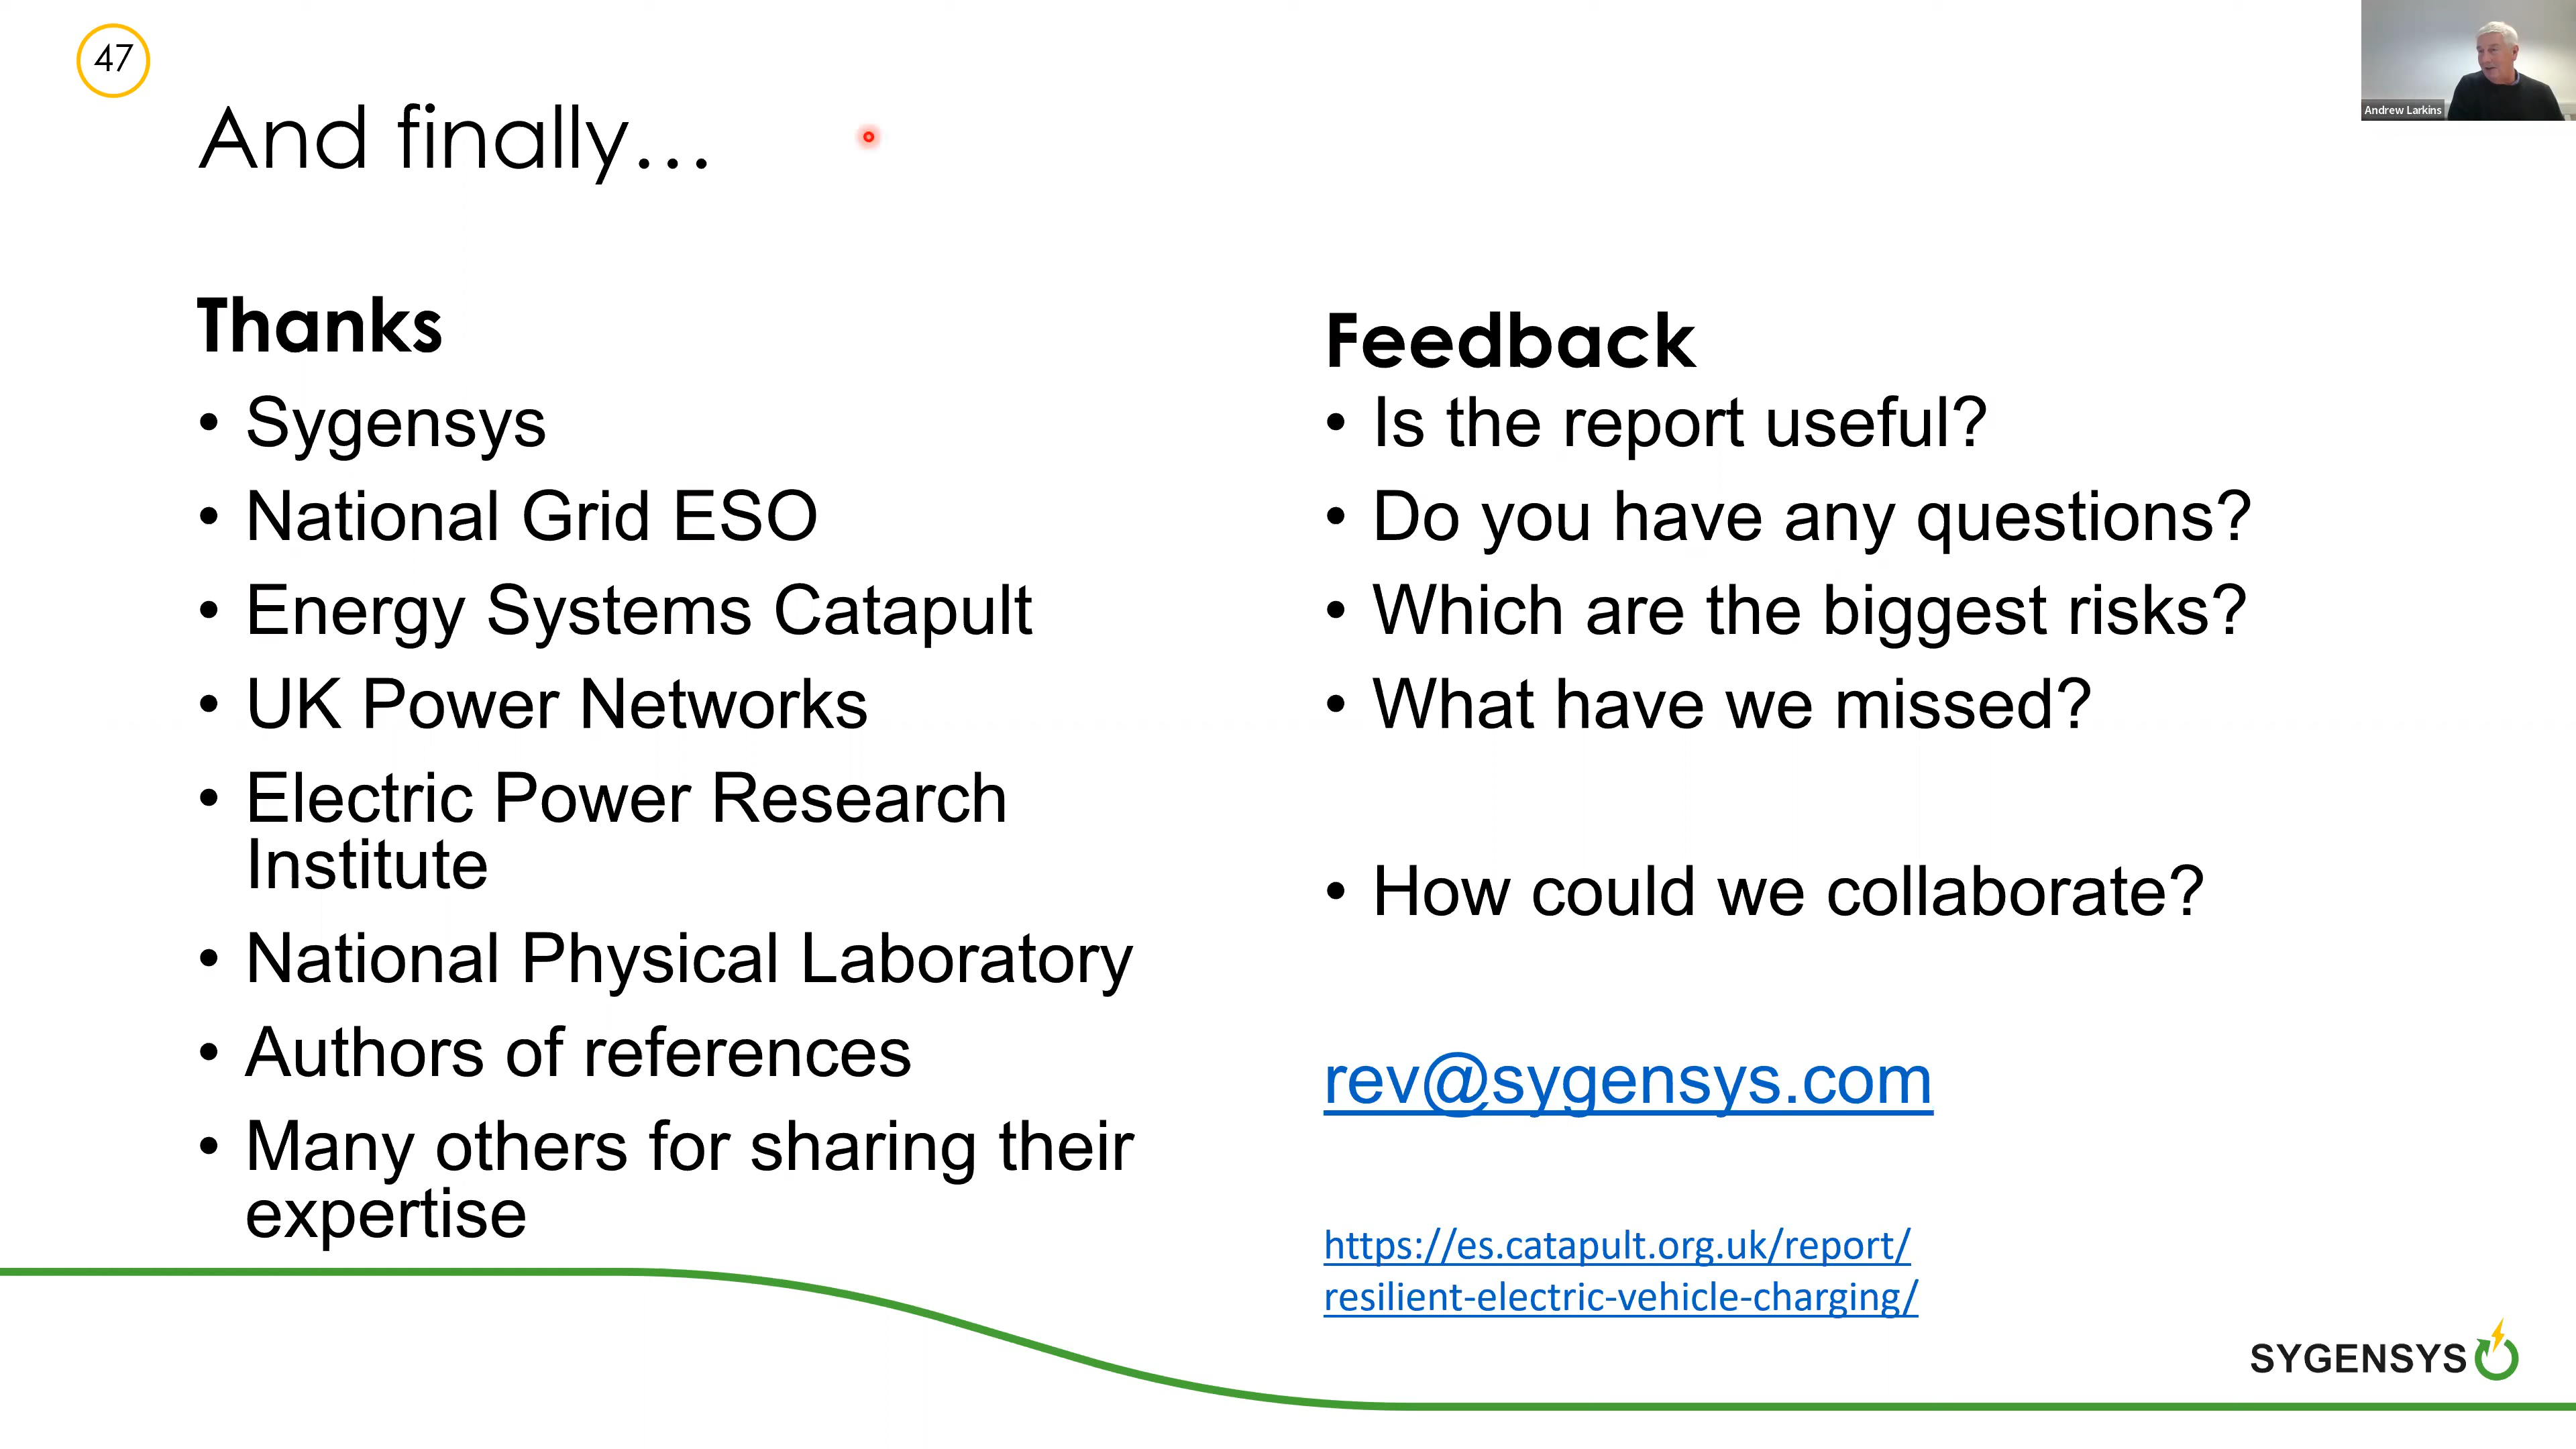 47
Andrew Larkins
And finally...
Thanks
• Sygensys
• National Grid ESO
• Energy Systems Catapult
• UK Power Networks
• Electric Power Research
Institute
• National Physical Laboratory
• Authors of references
• Many others for sharing their
expertise
Feedback
• Is the report useful?
• Do you have any questions?
• Which are the biggest risks?
• What have we missed?
• How could we collaborate?
rev@sygensys.com
https://es.catapult.org.uk/report/
resilient-electric-vehicle-charging/
SYGENSYS